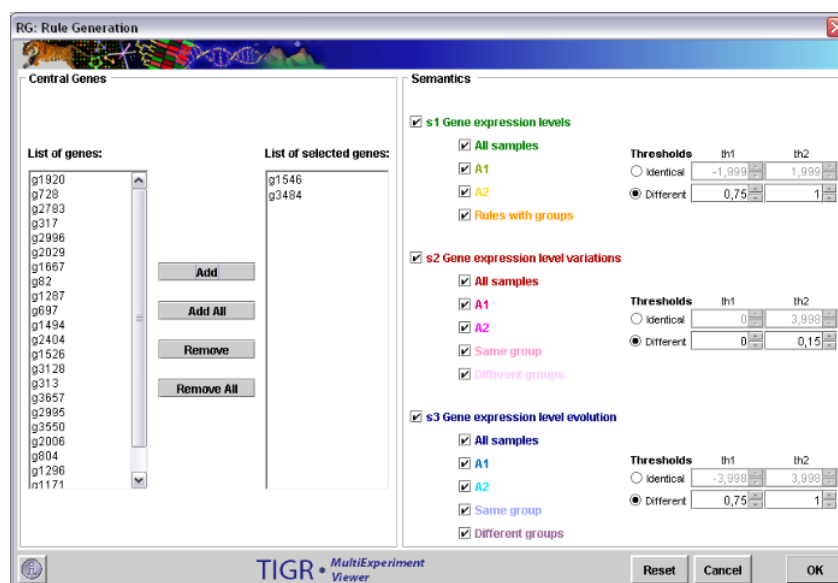 RG: Rule Generation
Central Genes
List of genes:
List of selected genes:
g1920
g728
g2783
g317
g2996
g2029
g1667
g82
g1287
g697
g1494
g2404
g1526
g3128
g313
g3657
g2995
g3550
g2006
g804
g1296
g1171
Add
Add All
Remove
Remove All
g1546
g3484
Semantics
s1 Gene expression levels
All samples
A1
A2
Rules with groups
Thresholds th1 th2
Identical -1,999 1,999
Different 0,75 1
s2 Gene expression level variations
All samples
A1
A2
Same group
Different groups
Thresholds th1 th2
Identical 0 3,998
Different 0 0,15
s3 Gene expression level evolution
All samples
A1
A2
Same group
Different groups
Thresholds th1 th2
Identical -3,998 3,998
Different 0,75 1
TIGR • MultiExperiment
Viewer
Reset
Cancel
OK